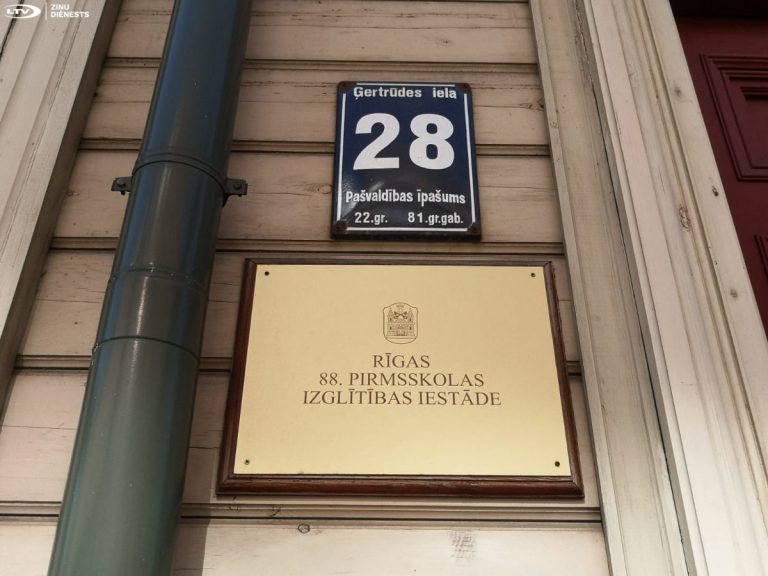 LTV ZIŅU
DIENESTS
Ģertrūdes iela
28
Pašvaldības īpašums
22.gr. 81.gr.gab.
RĪGAS
88. PIRMSSKOLAS
IZGLĪTĪBAS IESTĀDE